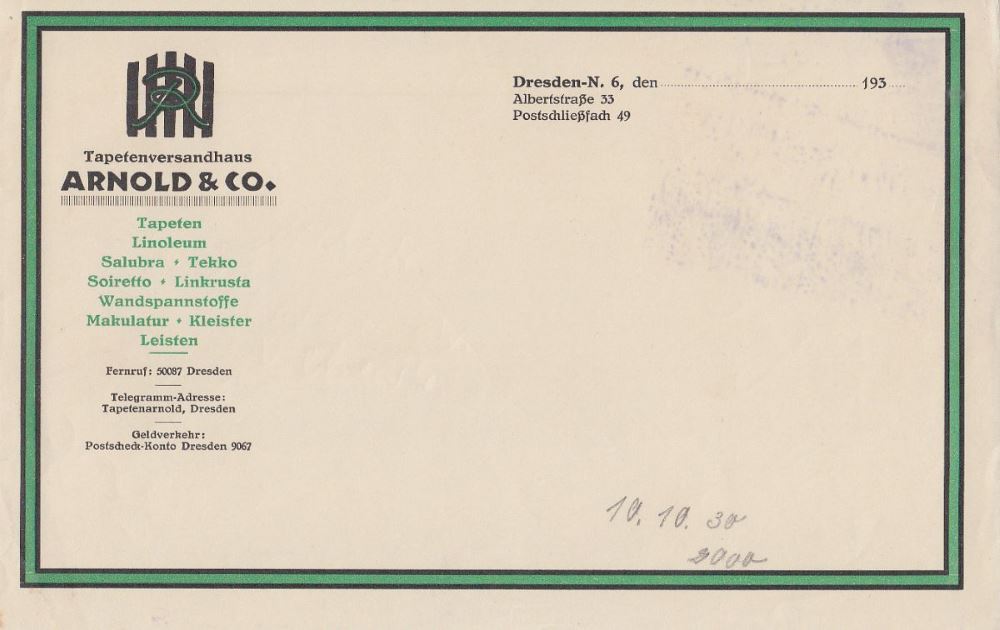 Tapetenversandhaus
ARNOLD & CO.
Tapeten
Linoleum
Salubra • Tekko
Soiretto • Linkrusta
Wandspannstoffe
Makulatur • Kleister
Leisten
Fernruf: 50087 Dresden
Telegramm-Adresse:
Tapetenarnold, Dresden
Geldverkehr:
Postscheck-Konto Dresden 9067
Dresden-N. 6, den 193
Albertstraße 33
Postschließfach 49
10. 10. 30
2000